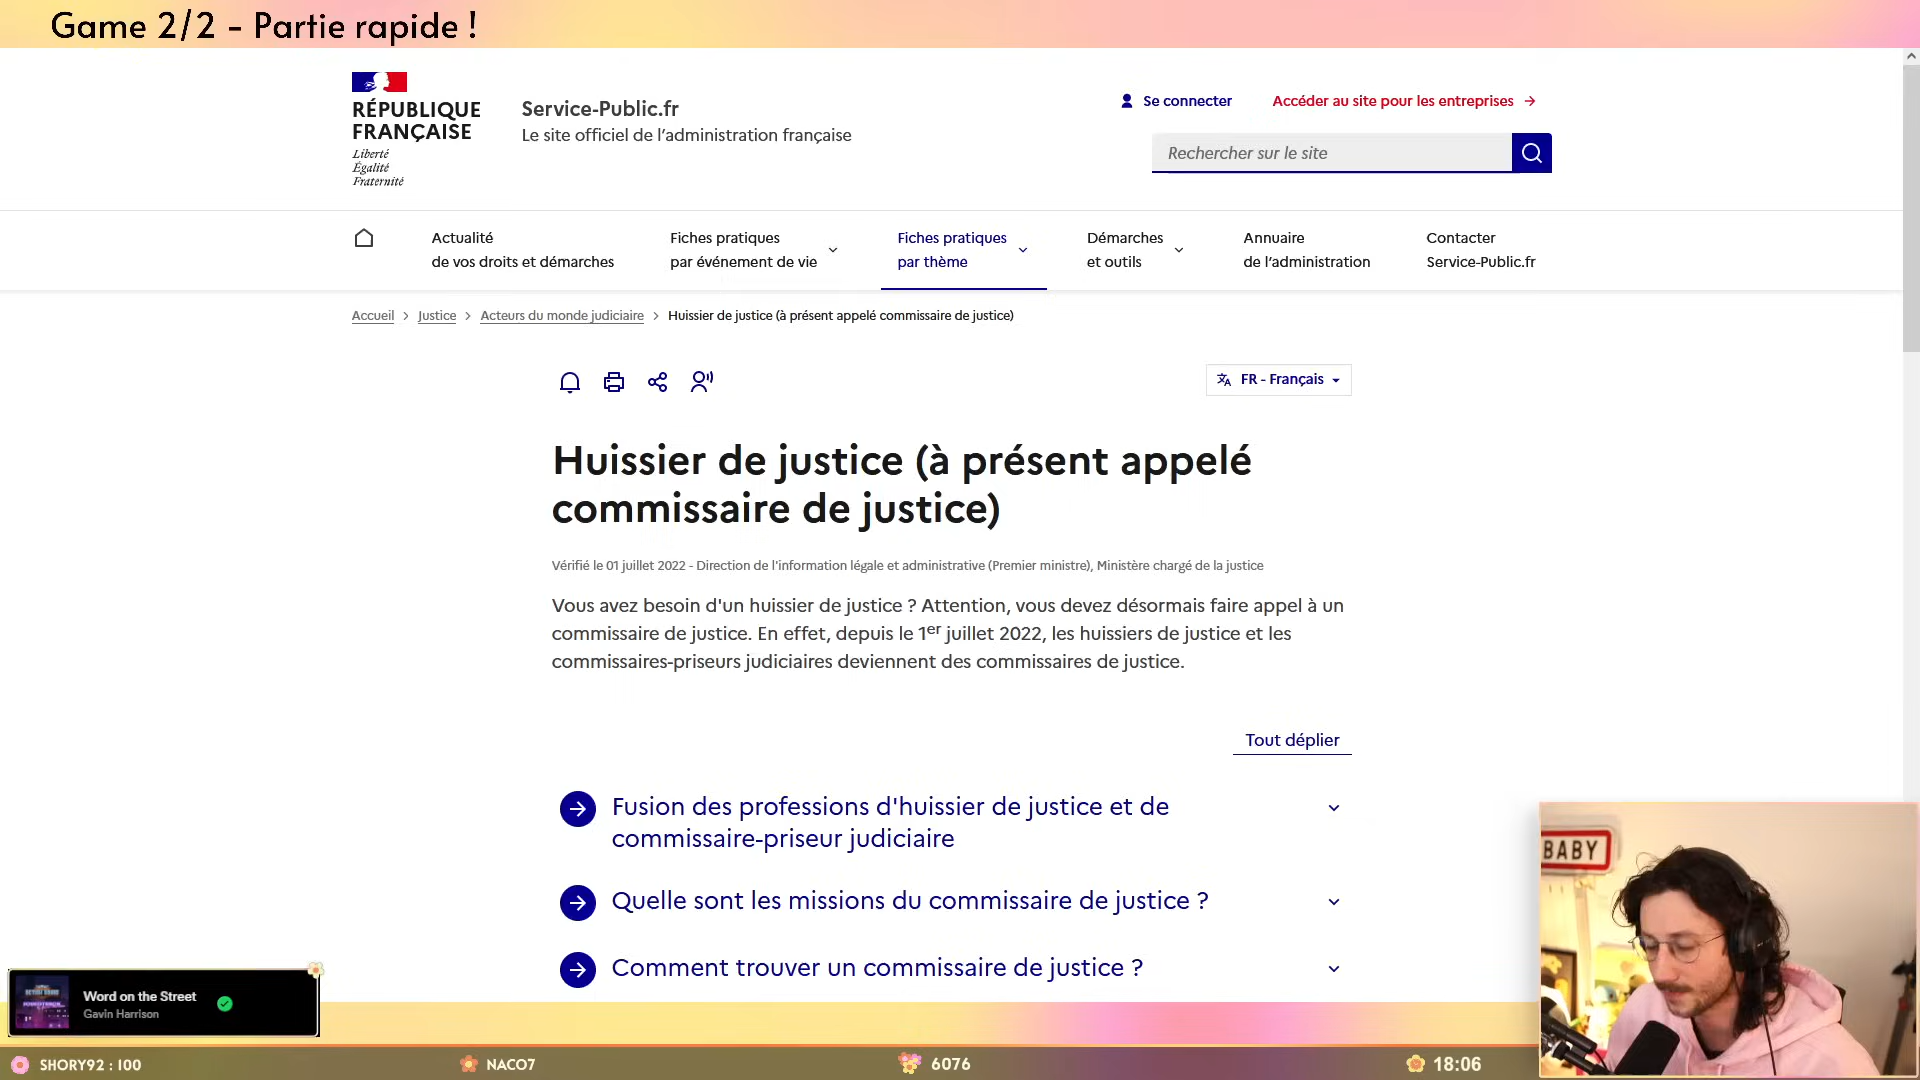 Game 2/2 - Partie rapide !
RÉPUBLIQUE
FRANÇAISE
Liberté
Égalité
Fraternité
Service-Public.fr
Le site officiel de l’administration française
Se connecter
Accéder au site pour les entreprises
Rechercher sur le site
Actualité
de vos droits et démarches
Fiches pratiques
par événement de vie
Fiches pratiques
par thème
Démarches
et outils
Annuaire
de l’administration
Contacter
Service-Public.fr
Accueil > Justice > Acteurs du monde judiciaire > Huissier de justice (à présent appelé commissaire de justice)
FR - Français
Huissier de justice (à présent appelé
commissaire de justice)
Vérifié le 01 juillet 2022 - Direction de l'information légale et administrative (Premier ministre), Ministère chargé de la justice
Vous avez besoin d'un huissier de justice ? Attention, vous devez désormais faire appel à un
commissaire de justice. En effet, depuis le 1er juillet 2022, les huissiers de justice et les
commissaires-priseurs judiciaires deviennent des commissaires de justice.
Tout déplier
Fusion des professions d'huissier de justice et de
commissaire-priseur judiciaire
Quelle sont les missions du commissaire de justice ?
Comment trouver un commissaire de justice ?
BABY
Word on the Street
Gavin Harrison
SHORY92 : 100
NACO7
6076
18:06